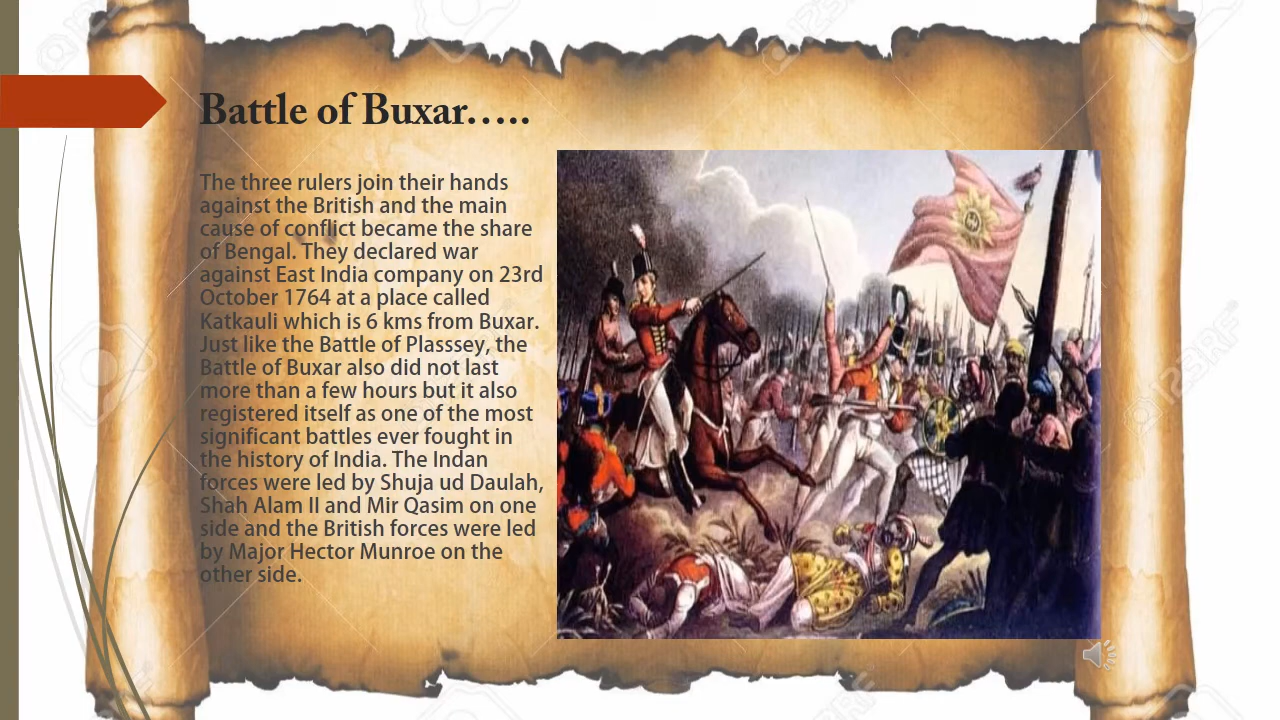 Battle of Buxar.....
The three rulers join their hands
against the British and the main
cause of conflict became the share
of Bengal. They declared war
against East India company on 23rd
October 1764 at a place called
Katkauli which is 6 kms from Buxar.
Just like the Battle of Plasssey, the
Battle of Buxar also did not last
more than a few hours but it also
registered itself as one of the most
significant battles ever fought in
the history of India. The Indan
forces were led by Shuja ud Daulah,
Shah Alam II and Mir Qasim on one
side and the British forces were led
by Major Hector Munroe on the
other side.
123RF